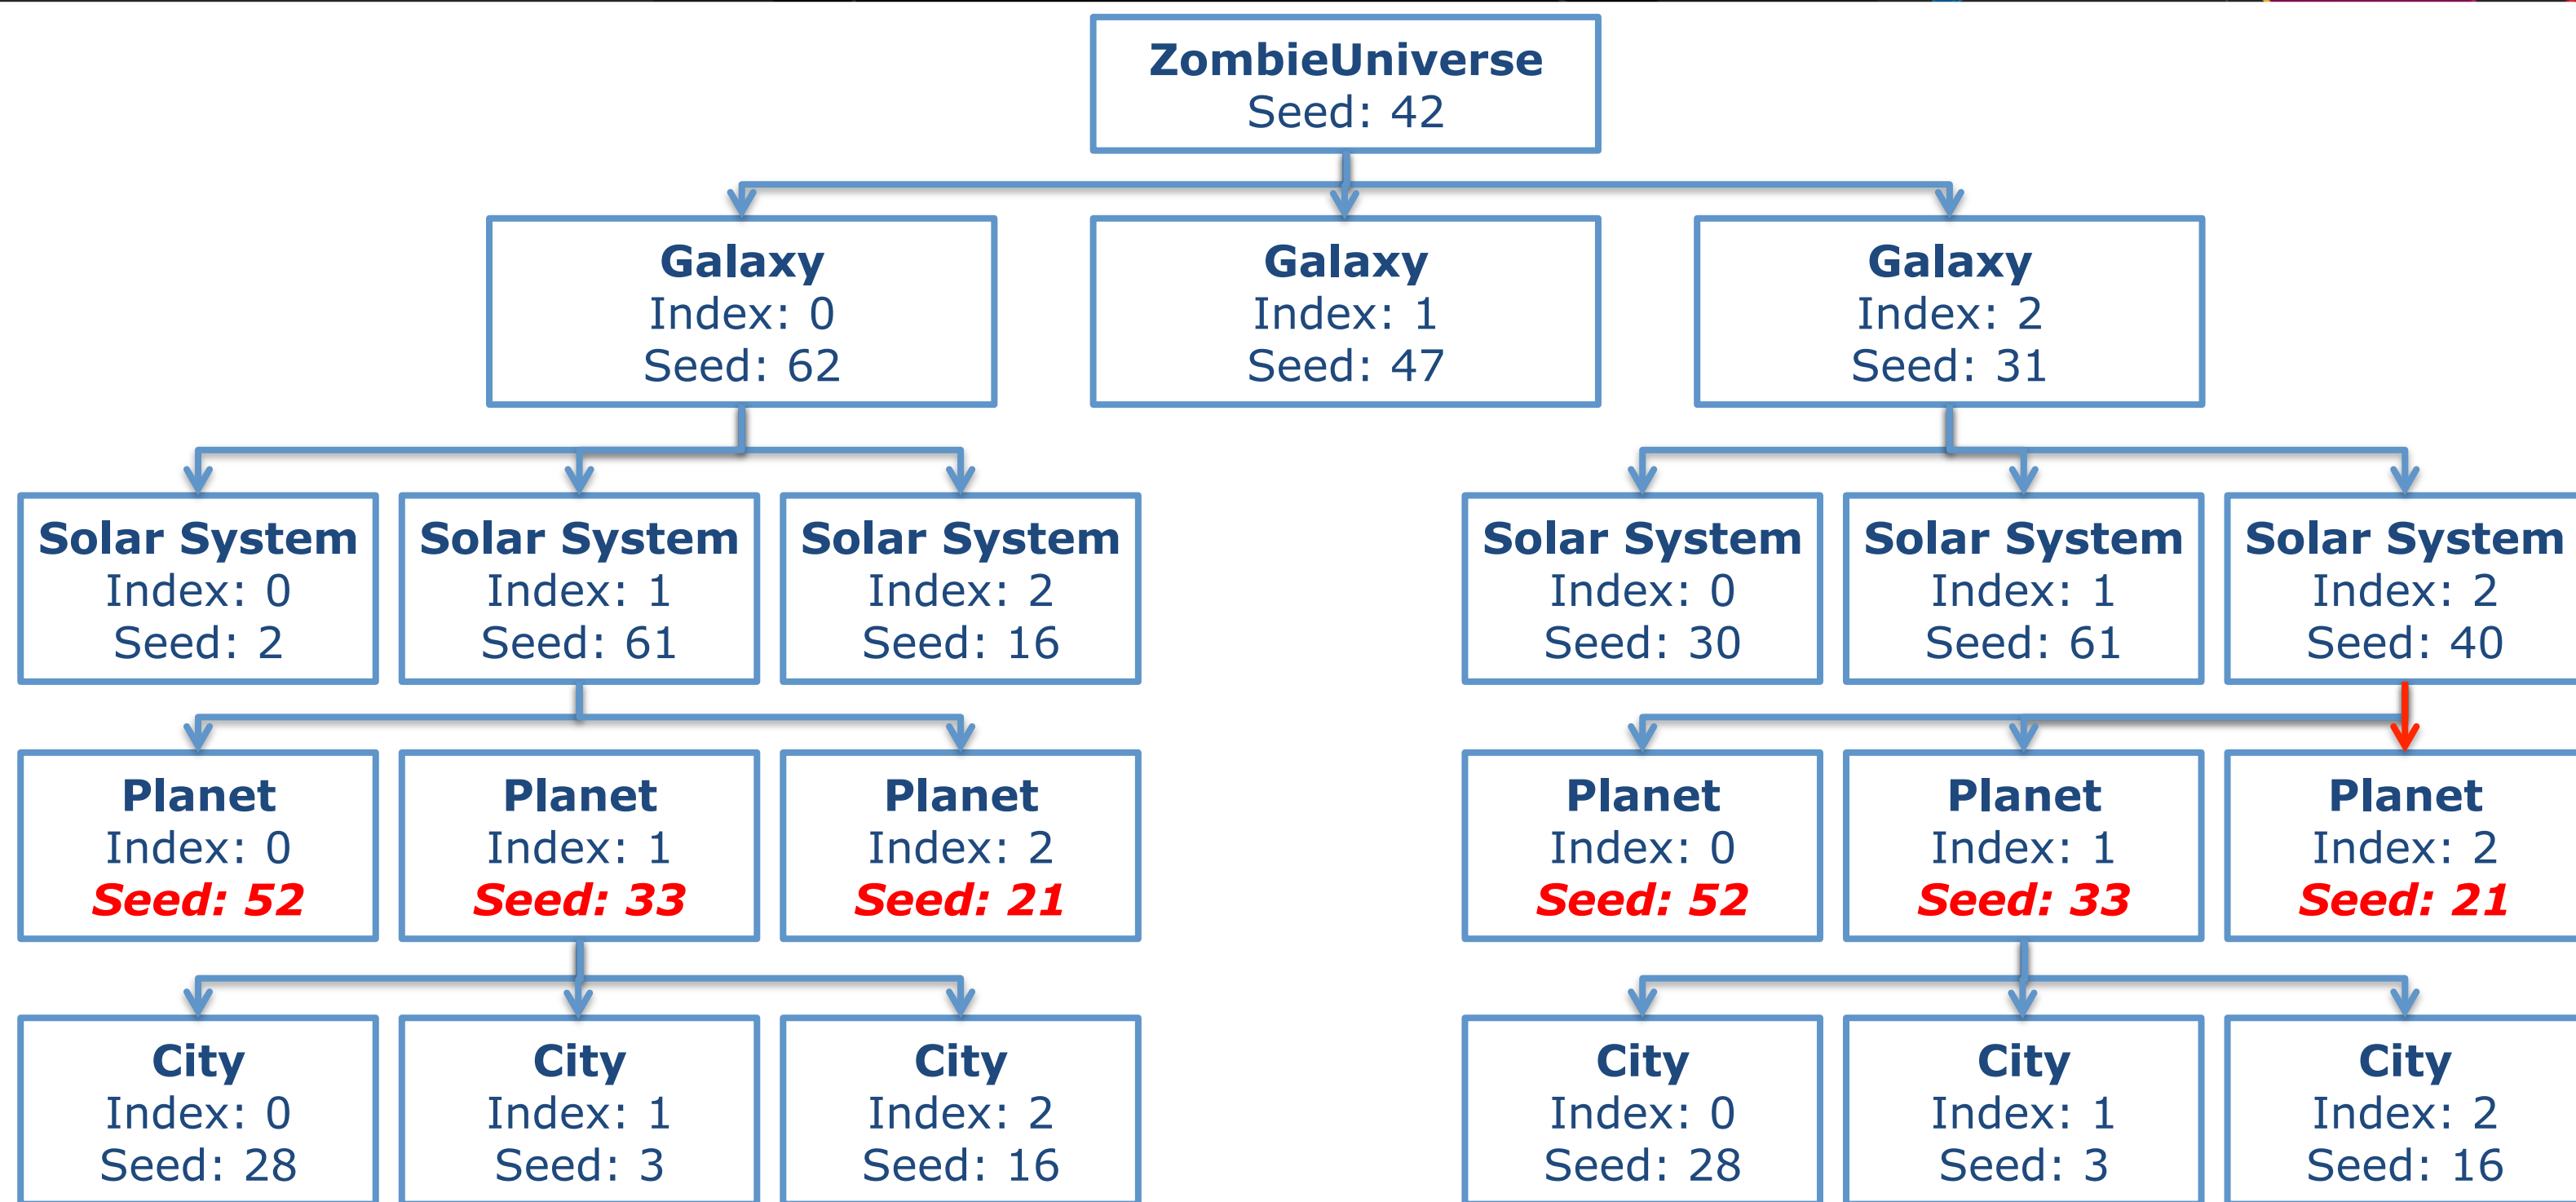 ZombieUniverse
Seed: 42
Galaxy
Index: 0
Seed: 62
Galaxy
Index: 1
Seed: 47
Galaxy
Index: 2
Seed: 31
Solar System
Index: 0
Seed: 2
Solar System
Index: 1
Seed: 61
Solar System
Index: 2
Seed: 16
Solar System
Index: 0
Seed: 30
Solar System
Index: 1
Seed: 61
Solar System
Index: 2
Seed: 40
Planet
Index: 0
Seed: 52
Planet
Index: 1
Seed: 33
Planet
Index: 2
Seed: 21
Planet
Index: 0
Seed: 52
Planet
Index: 1
Seed: 33
Planet
Index: 2
Seed: 21
City
Index: 0
Seed: 28
City
Index: 1
Seed: 3
City
Index: 2
Seed: 16
City
Index: 0
Seed: 28
City
Index: 1
Seed: 3
City
Index: 2
Seed: 16